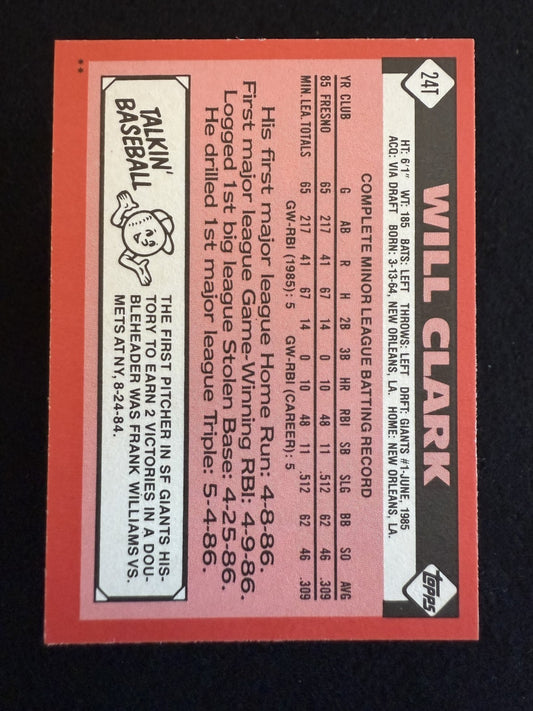 24T
WILL CLARK
topps
HT: 6'1" WT: 185 BATS: LEFT THROWS: LEFT DRFT: GIANTS #1-JUNE, 1985
ACQ: VIA DRAFT BORN: 3-13-64, NEW ORLEANS, LA. HOME: NEW ORLEANS, LA.
COMPLETE MINOR LEAGUE BATTING RECORD
YR CLUB G AB R H 2B 3B HR RBI SB SLG BB SO AVG
85 FRESNO 65 217 41 67 14 0 10 48 11 .512 62 46 .309
MIN. LEA. TOTALS 65 217 41 67 14 0 10 48 11 .512 62 46 .309
GW-RBI (1985): 5 GW-RBI (CAREER): 5
His first major league Home Run: 4-8-86.
First major league Game-Winning RBI: 4-9-86.
Logged 1st big league Stolen Base: 4-25-86.
He drilled 1st major league Triple: 5-4-86.
TALKIN'
BASEBALL
THE FIRST PITCHER IN SF GIANTS HIS-
TORY TO EARN 2 VICTORIES IN A DOU-
BLEHEADER WAS FRANK WILLIAMS VS.
METS AT NY, 8-24-84.
**